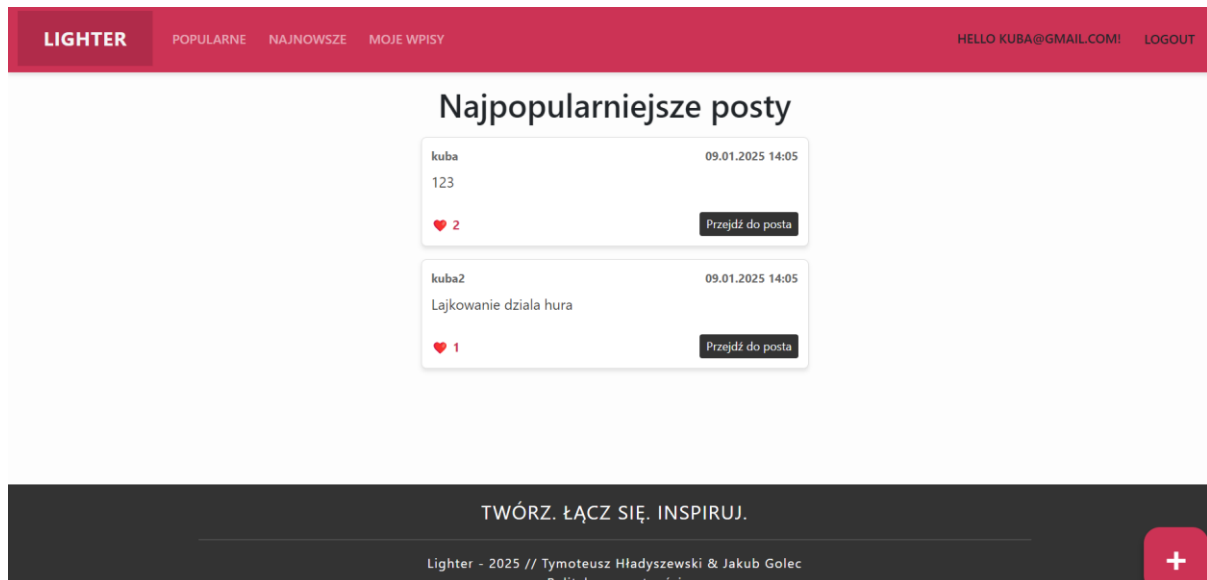 LIGHTER POPULARNE NAJNOWSZE MOJE WPISY HELLO KUBA@GMAIL.COM! LOGOUT
Najpopularniejsze posty
kuba 09.01.2025 14:05
123
2 Przejdź do posta
kuba2 09.01.2025 14:05
Lajkowanie dziala hura
1 Przejdź do posta
TWÓRZ. ŁĄCZ SIĘ. INSPIRUJ.
Lighter - 2025 // Tymoteusz Hładyszewski & Jakub Golec
+